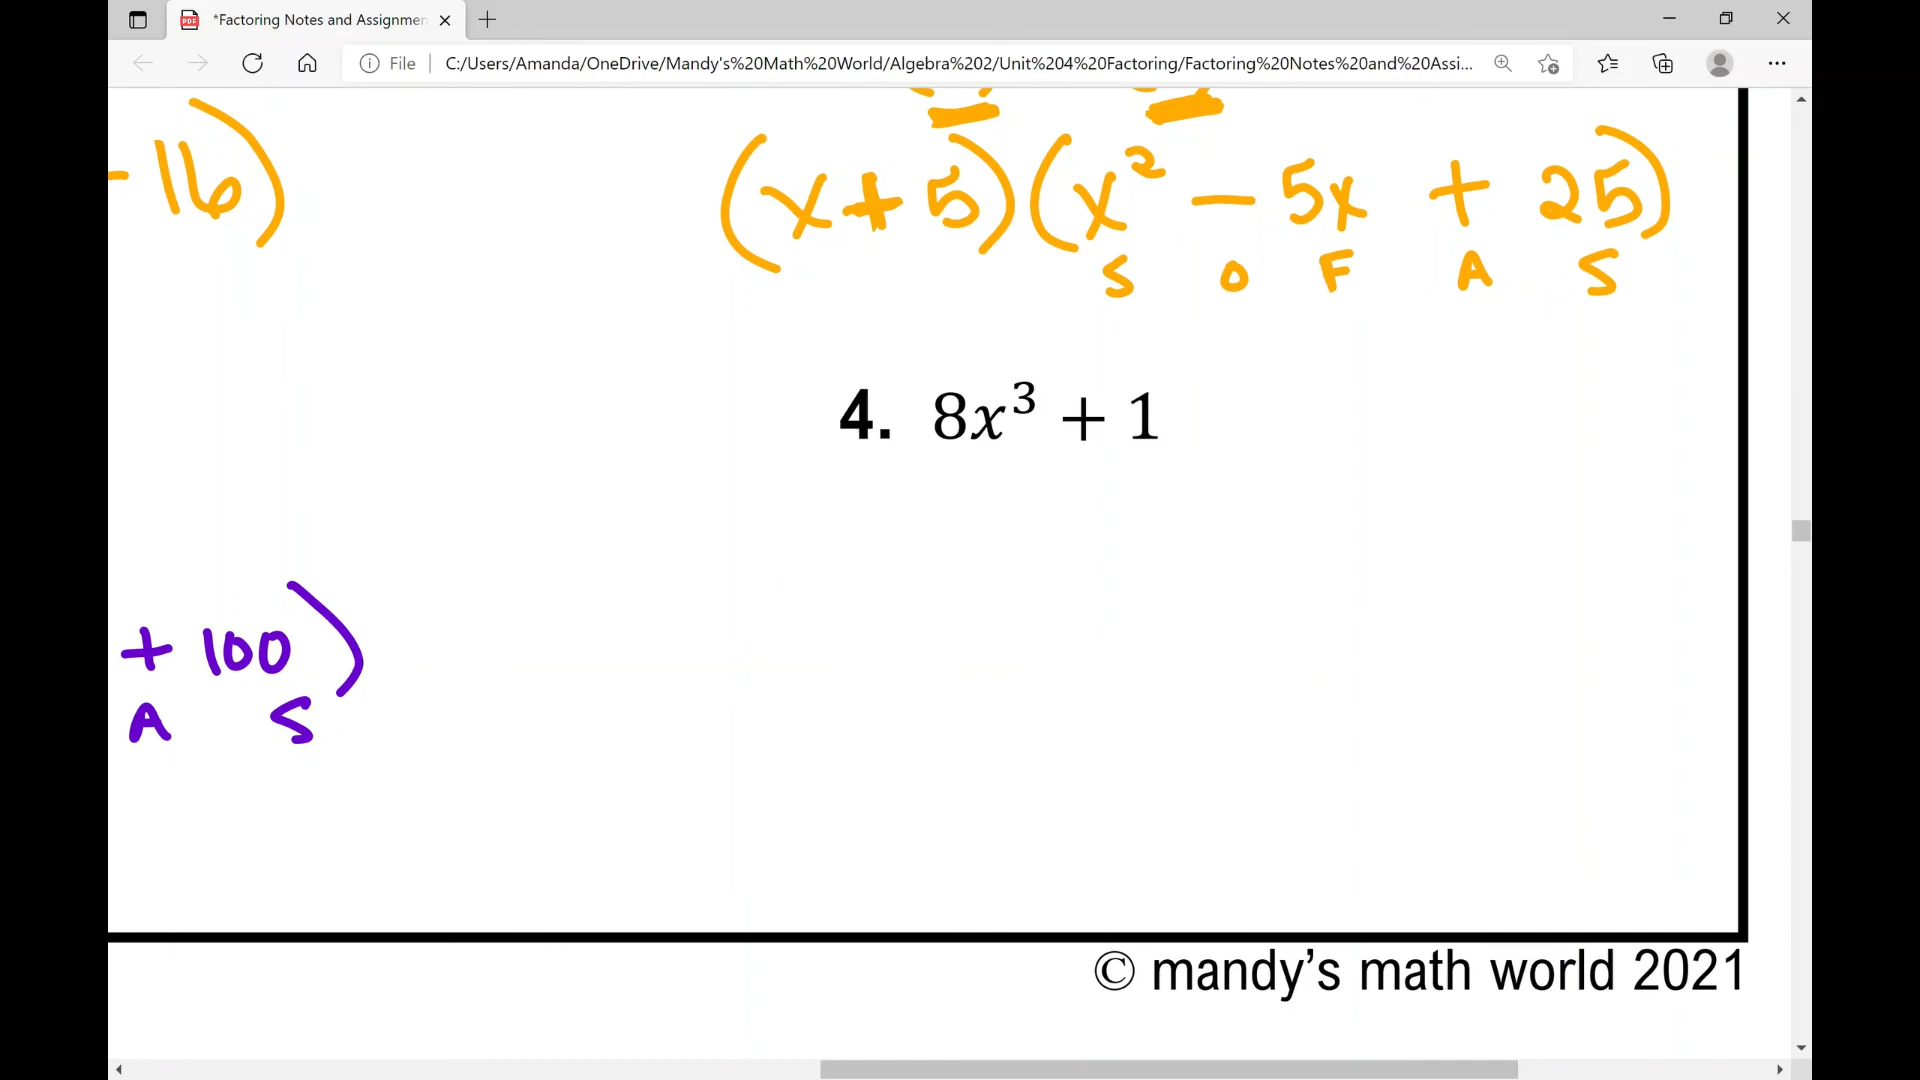 *Factoring Notes and Assignmen
File
C:/Users/Amanda/OneDrive/Mandy's%20Math%20World/Algebra%202/Unit%204%20Factoring/Factoring%20Notes%20and%20Assi...
- 16)
(x + 5)(x² - 5x + 25)
S O F A S
4. 8x³ + 1
+ 100)
A S
© mandy's math world 2021